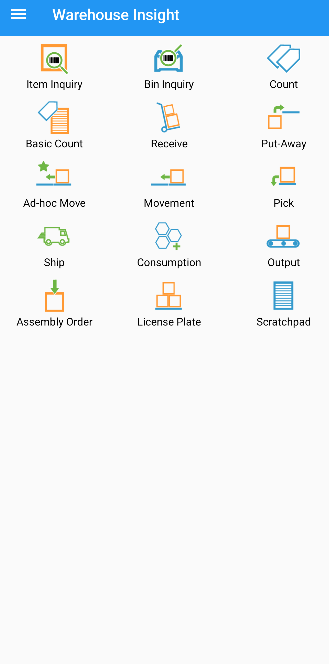 Warehouse Insight
Item Inquiry
Bin Inquiry
Count
Basic Count
Receive
Put-Away
Ad-hoc Move
Movement
Pick
Ship
Consumption
Output
Assembly Order
License Plate
Scratchpad